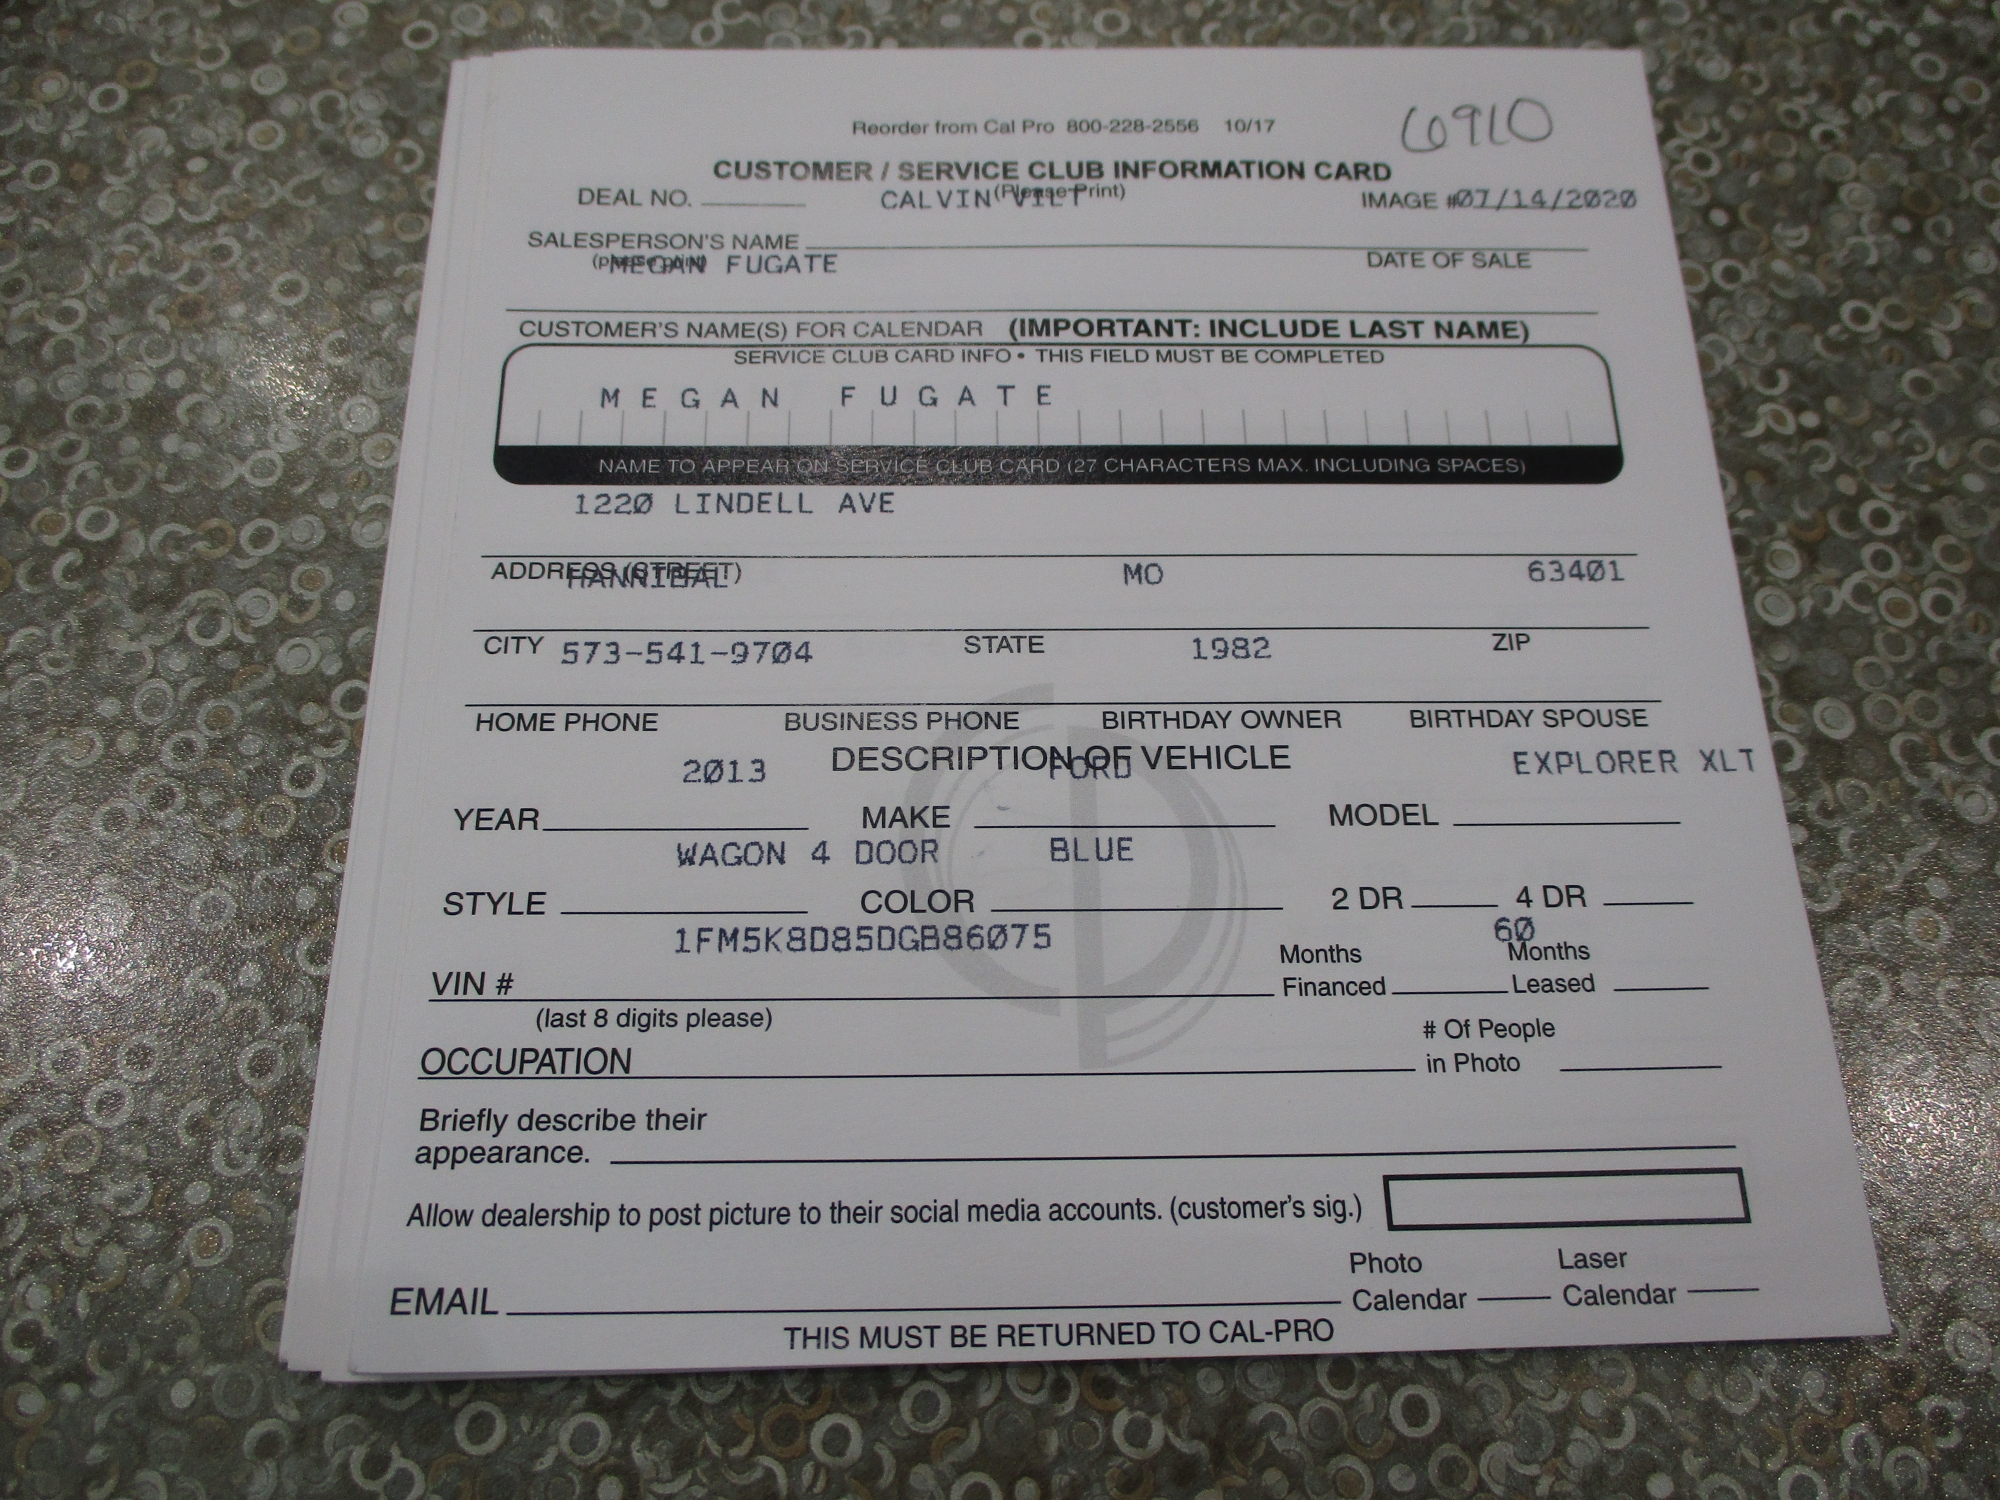 6910
Reorder from Cal Pro 800-228-2556 10/17
CUSTOMER / SERVICE CLUB INFORMATION CARD
(Please Print)
DEAL NO. CALVIN VILT IMAGE # 07/14/2020
SALESPERSON'S NAME
(please print) MEGAN FUGATE DATE OF SALE
CUSTOMER'S NAME(S) FOR CALENDAR (IMPORTANT: INCLUDE LAST NAME)
SERVICE CLUB CARD INFO • THIS FIELD MUST BE COMPLETED
MEGAN FUGATE
NAME TO APPEAR ON SERVICE CLUB CARD (27 CHARACTERS MAX. INCLUDING SPACES)
1220 LINDELL AVE
ADDRESS (STREET)
HANNIBAL MO 63401
CITY STATE ZIP
573-541-9704 1982
HOME PHONE BUSINESS PHONE BIRTHDAY OWNER BIRTHDAY SPOUSE
DESCRIPTION OF VEHICLE
2013 FORD EXPLORER XLT
YEAR MAKE MODEL
WAGON 4 DOOR BLUE
STYLE COLOR 2 DR 4 DR
1FM5K8D85DGB86075 60
VIN # Months Financed Months Leased
(last 8 digits please)
OCCUPATION # Of People in Photo
Briefly describe their
appearance.
Allow dealership to post picture to their social media accounts. (customer's sig.)
EMAIL Photo Calendar Laser Calendar
THIS MUST BE RETURNED TO CAL-PRO